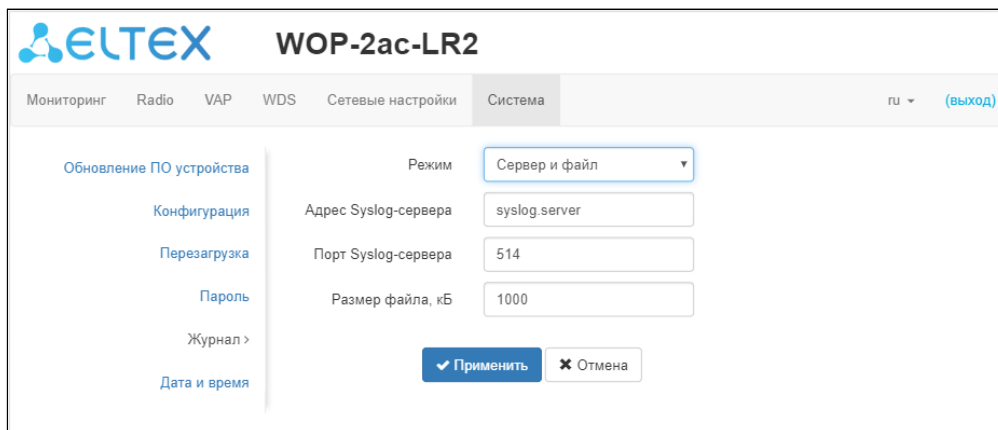 ELTEX WOP-2ac-LR2
Мониторинг Radio VAP WDS Сетевые настройки Система ru (выход)
Обновление ПО устройства
Конфигурация
Перезагрузка
Пароль
Журнал >
Дата и время
Режим Сервер и файл
Адрес Syslog-сервера syslog.server
Порт Syslog-сервера 514
Размер файла, кБ 1000
Применить Отмена